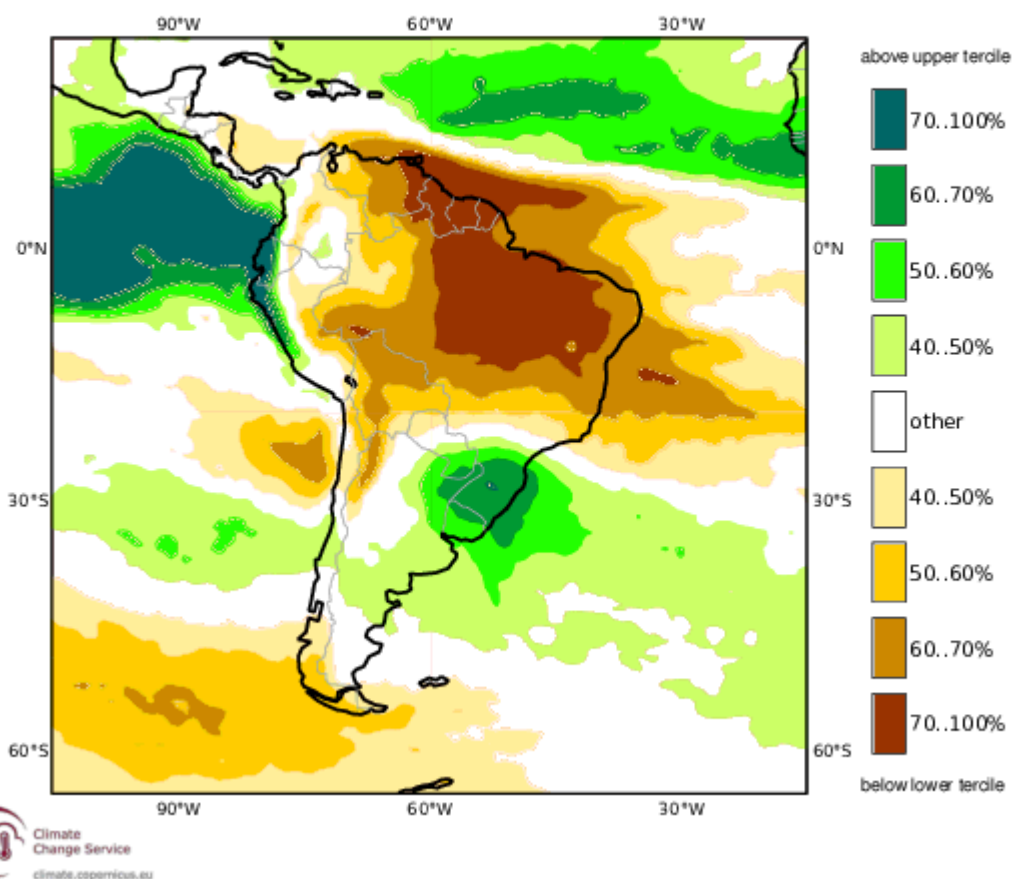 90°W 60°W 30°W
above upper tercile
70..100%
60..70%
0°N 0°N
50..60%
40..50%
other
30°S 30°S
40..50%
50..60%
60..70%
70..100%
60°S 60°S
below lower tercile
90°W 60°W 30°W
Climate
Change Service
climate.copernicus.eu